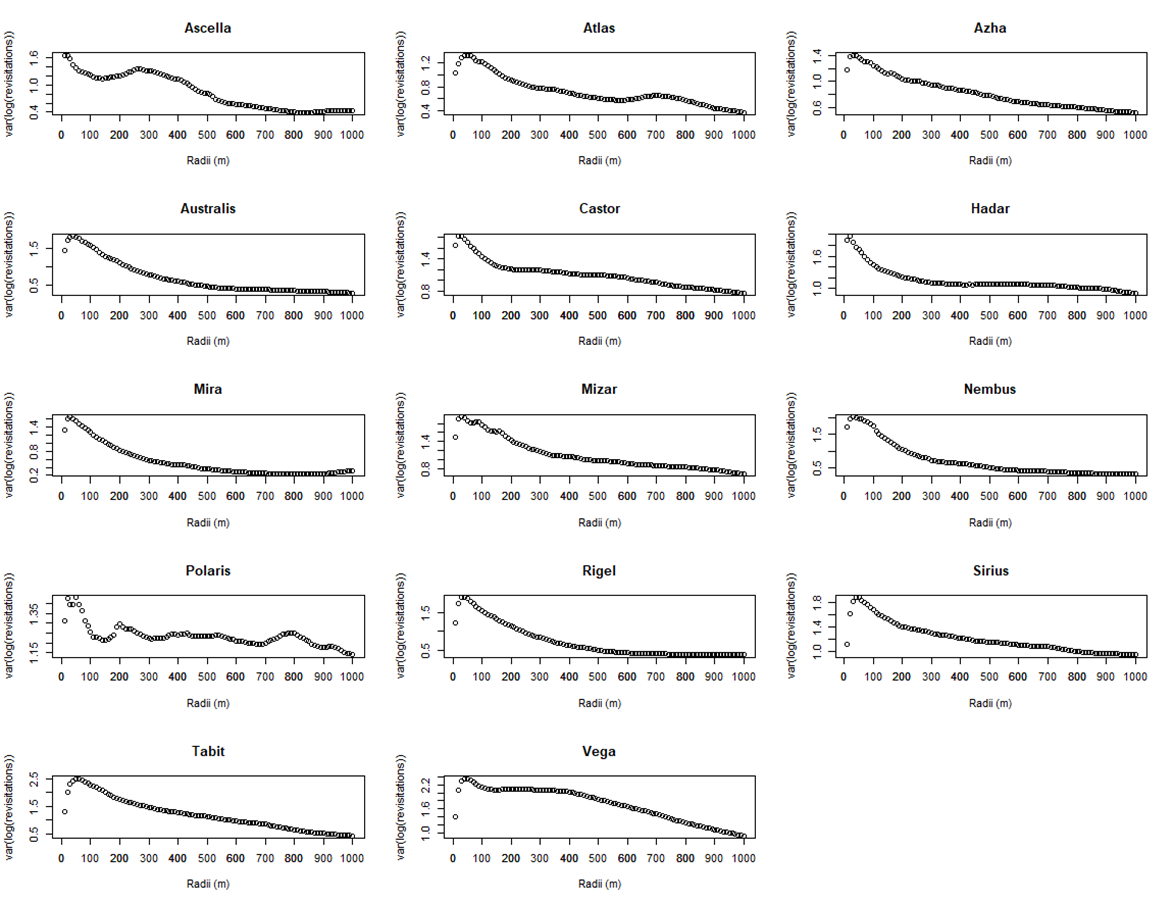 Ascella
var(log(revisitations))
0.4 1.0 1.6
0 100 200 300 400 500 600 700 800 900 1000
Radii (m)
Atlas
var(log(revisitations))
0.4 0.8 1.2
0 100 200 300 400 500 600 700 800 900 1000
Radii (m)
Azha
var(log(revisitations))
0.6 1.0 1.4
0 100 200 300 400 500 600 700 800 900 1000
Radii (m)
Australis
var(log(revisitations))
0.5 1.5
0 100 200 300 400 500 600 700 800 900 1000
Radii (m)
Castor
var(log(revisitations))
0.8 1.4
0 100 200 300 400 500 600 700 800 900 1000
Radii (m)
Hadar
var(log(revisitations))
1.0 1.6
0 100 200 300 400 500 600 700 800 900 1000
Radii (m)
Mira
var(log(revisitations))
0.2 0.8 1.4
0 100 200 300 400 500 600 700 800 900 1000
Radii (m)
Mizar
var(log(revisitations))
0.8 1.4
0 100 200 300 400 500 600 700 800 900 1000
Radii (m)
Nembus
var(log(revisitations))
0.5 1.5
0 100 200 300 400 500 600 700 800 900 1000
Radii (m)
Polaris
var(log(revisitations))
1.15 1.35
0 100 200 300 400 500 600 700 800 900 1000
Radii (m)
Rigel
var(log(revisitations))
0.5 1.5
0 100 200 300 400 500 600 700 800 900 1000
Radii (m)
Sirius
var(log(revisitations))
1.0 1.4 1.8
0 100 200 300 400 500 600 700 800 900 1000
Radii (m)
Tabit
var(log(revisitations))
0.5 1.5 2.5
0 100 200 300 400 500 600 700 800 900 1000
Radii (m)
Vega
var(log(revisitations))
1.0 1.6 2.2
0 100 200 300 400 500 600 700 800 900 1000
Radii (m)